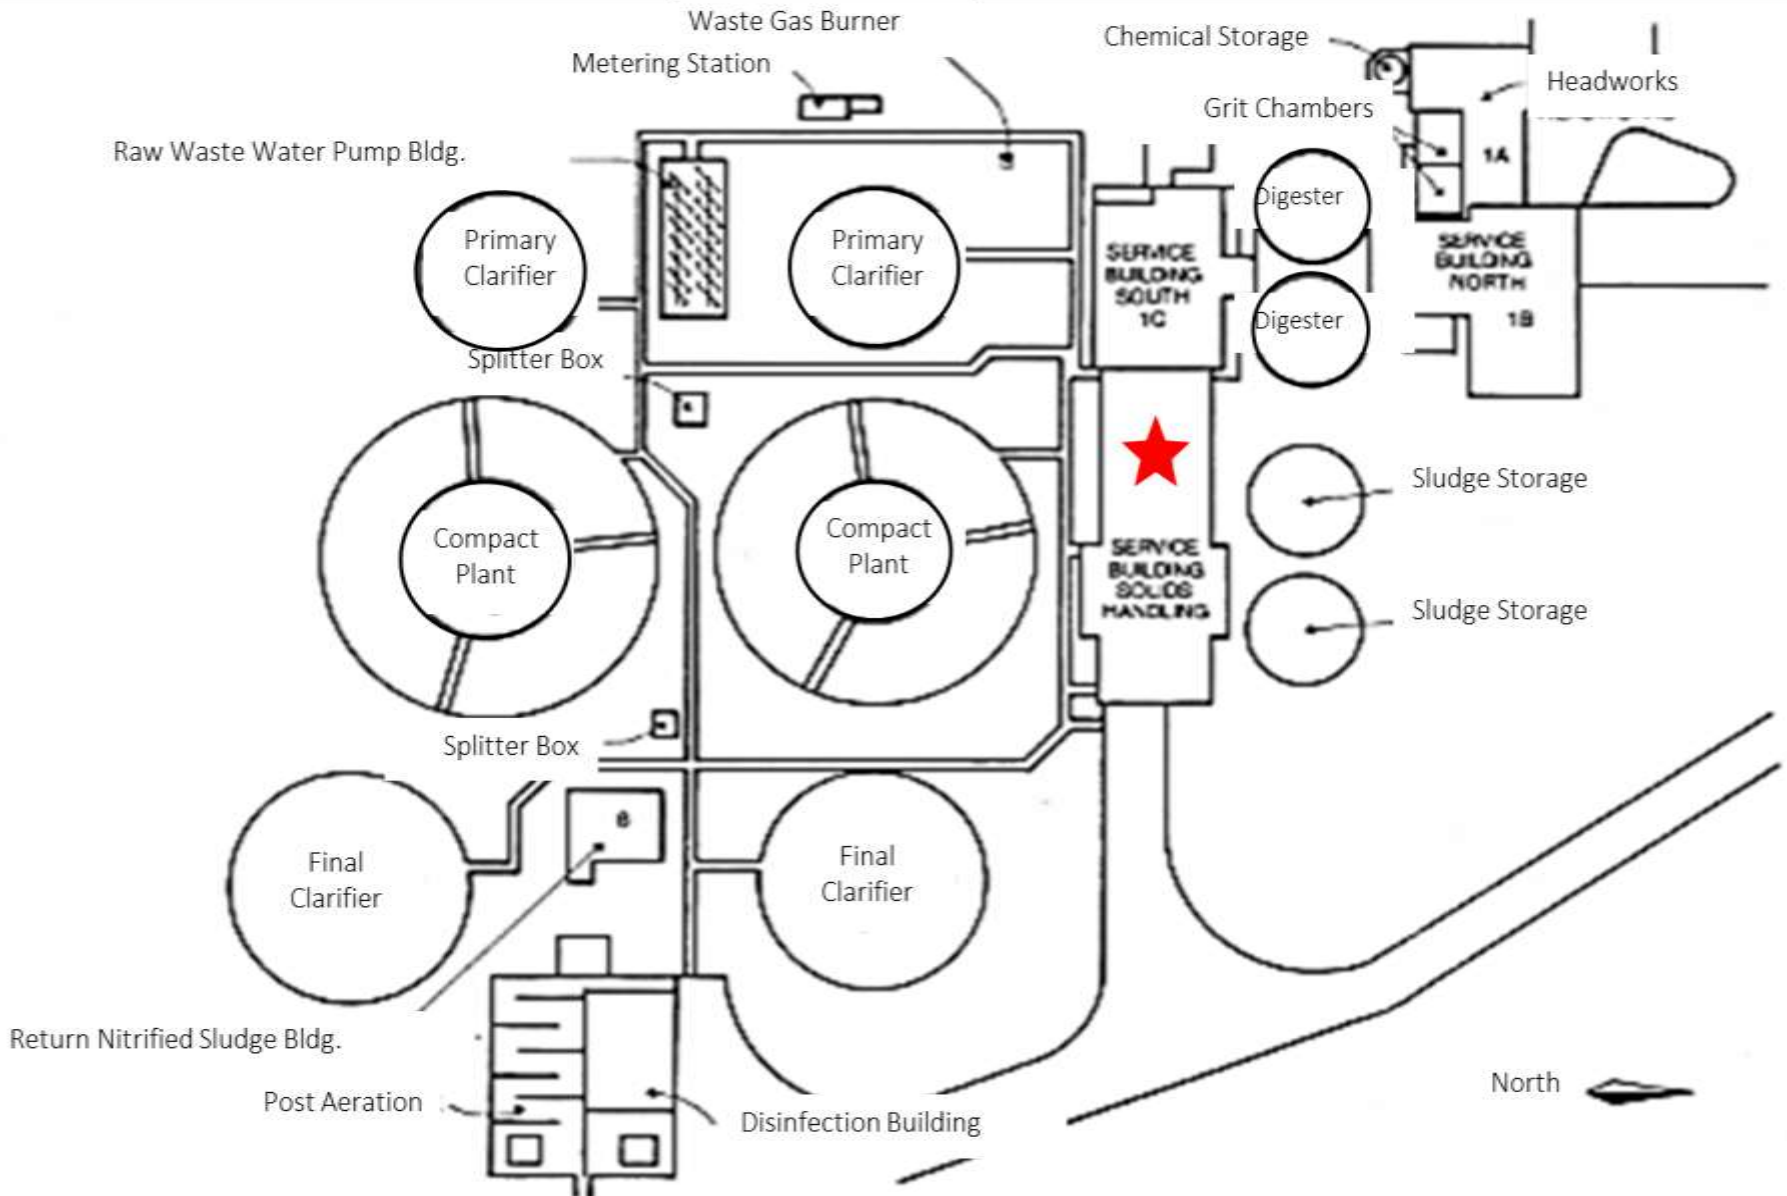 Waste Gas Burner
Chemical Storage
Metering Station
Headworks
Grit Chambers
Raw Waste Water Pump Bldg.
1A
Digester
Primary
Clarifier
Primary
Clarifier
SERVICE
BUILDING
SOUTH
1C
SERVICE
BUILDING
NORTH
1B
Digester
Splitter Box
Sludge Storage
Compact
Plant
Compact
Plant
SERVICE
BUILDING
SOLIDS
HANDLING
Sludge Storage
Splitter Box
Final
Clarifier
Final
Clarifier
Return Nitrified Sludge Bldg.
Post Aeration
Disinfection Building
North